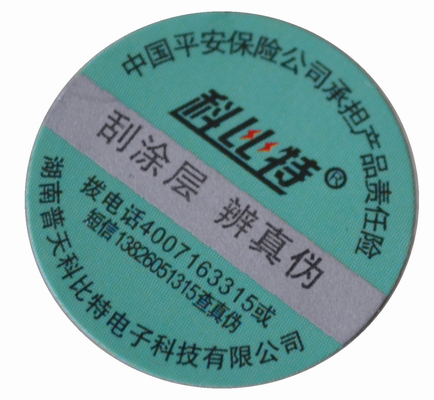 中国平安保险公司承担产品责任险
科比特®
刮涂层 辨真伪
拨电话4007163315或
短信13826051315查真伪
湖南普天科比特电子科技有限公司